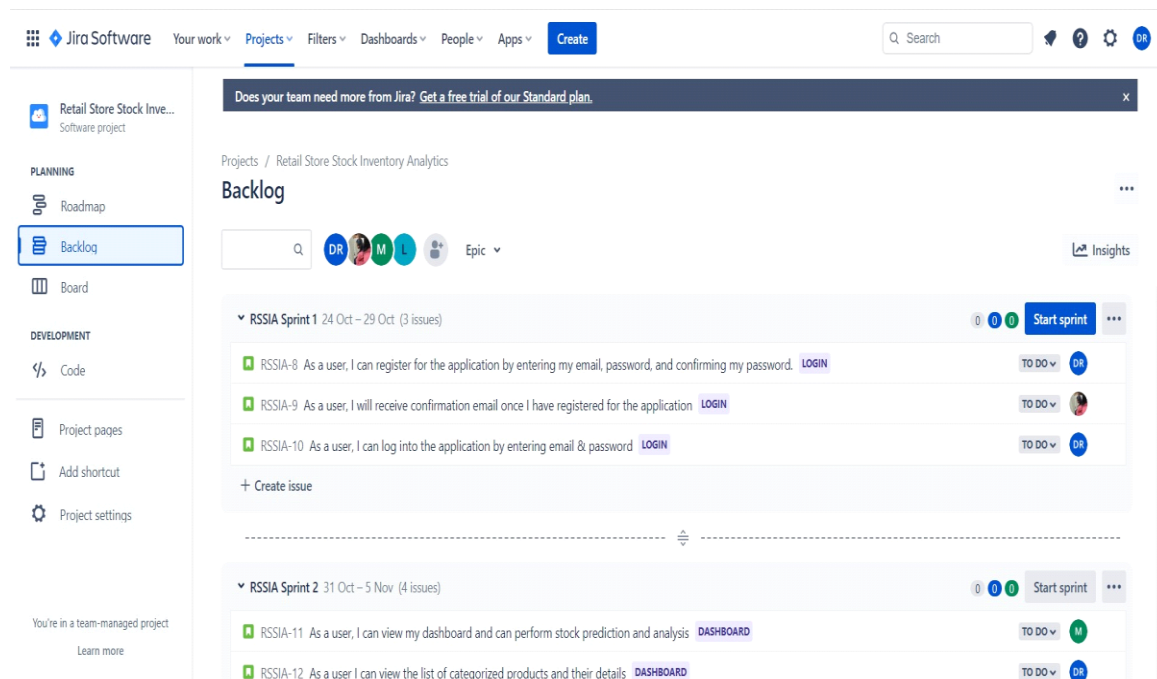 Jira Software Your work Projects Filters Dashboards People Apps Create Search DR
Retail Store Stock Inve...
Software project
PLANNING
Roadmap
Backlog
Board
DEVELOPMENT
Code
Project pages
Add shortcut
Project settings
You're in a team-managed project
Learn more
Does your team need more from Jira? Get a free trial of our Standard plan. x
Projects / Retail Store Stock Inventory Analytics
Backlog
DR M L Epic Insights
RSSIA Sprint 1 24 Oct – 29 Oct (3 issues) 0 0 0 Start sprint
RSSIA-8 As a user, I can register for the application by entering my email, password, and confirming my password. LOGIN TO DO DR
RSSIA-9 As a user, I will receive confirmation email once I have registered for the application LOGIN TO DO
RSSIA-10 As a user, I can log into the application by entering email & password LOGIN TO DO DR
+ Create issue
RSSIA Sprint 2 31 Oct – 5 Nov (4 issues) 0 0 0 Start sprint
RSSIA-11 As a user, I can view my dashboard and can perform stock prediction and analysis DASHBOARD TO DO M
RSSIA-12 As a user I can view the list of categorized products and their details DASHBOARD TO DO DR